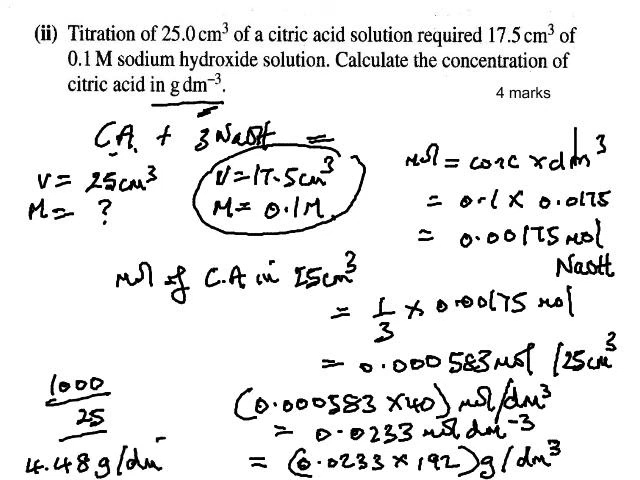 (ii) Titration of 25.0 cm³ of a citric acid solution required 17.5 cm³ of
0.1 M sodium hydroxide solution. Calculate the concentration of
citric acid in g dm⁻³.
4 marks
CA + 3 NaOH =
V = 25cm³
V = 17.5cm³
M = ?
M = 0.1M
mol = conc x dm³
= 0.1 x 0.0175
= 0.00175 mol
NaOH
mol of C.A in 25cm³
= 1/3 x 0.00175 mol
= 0.000583 mol /25cm³
1000
25
(0.000583 x40) mol/dm³
= 0.0233 mol dm⁻³
= (0.0233 x 192) g/dm³
4.48 g/dm⁻